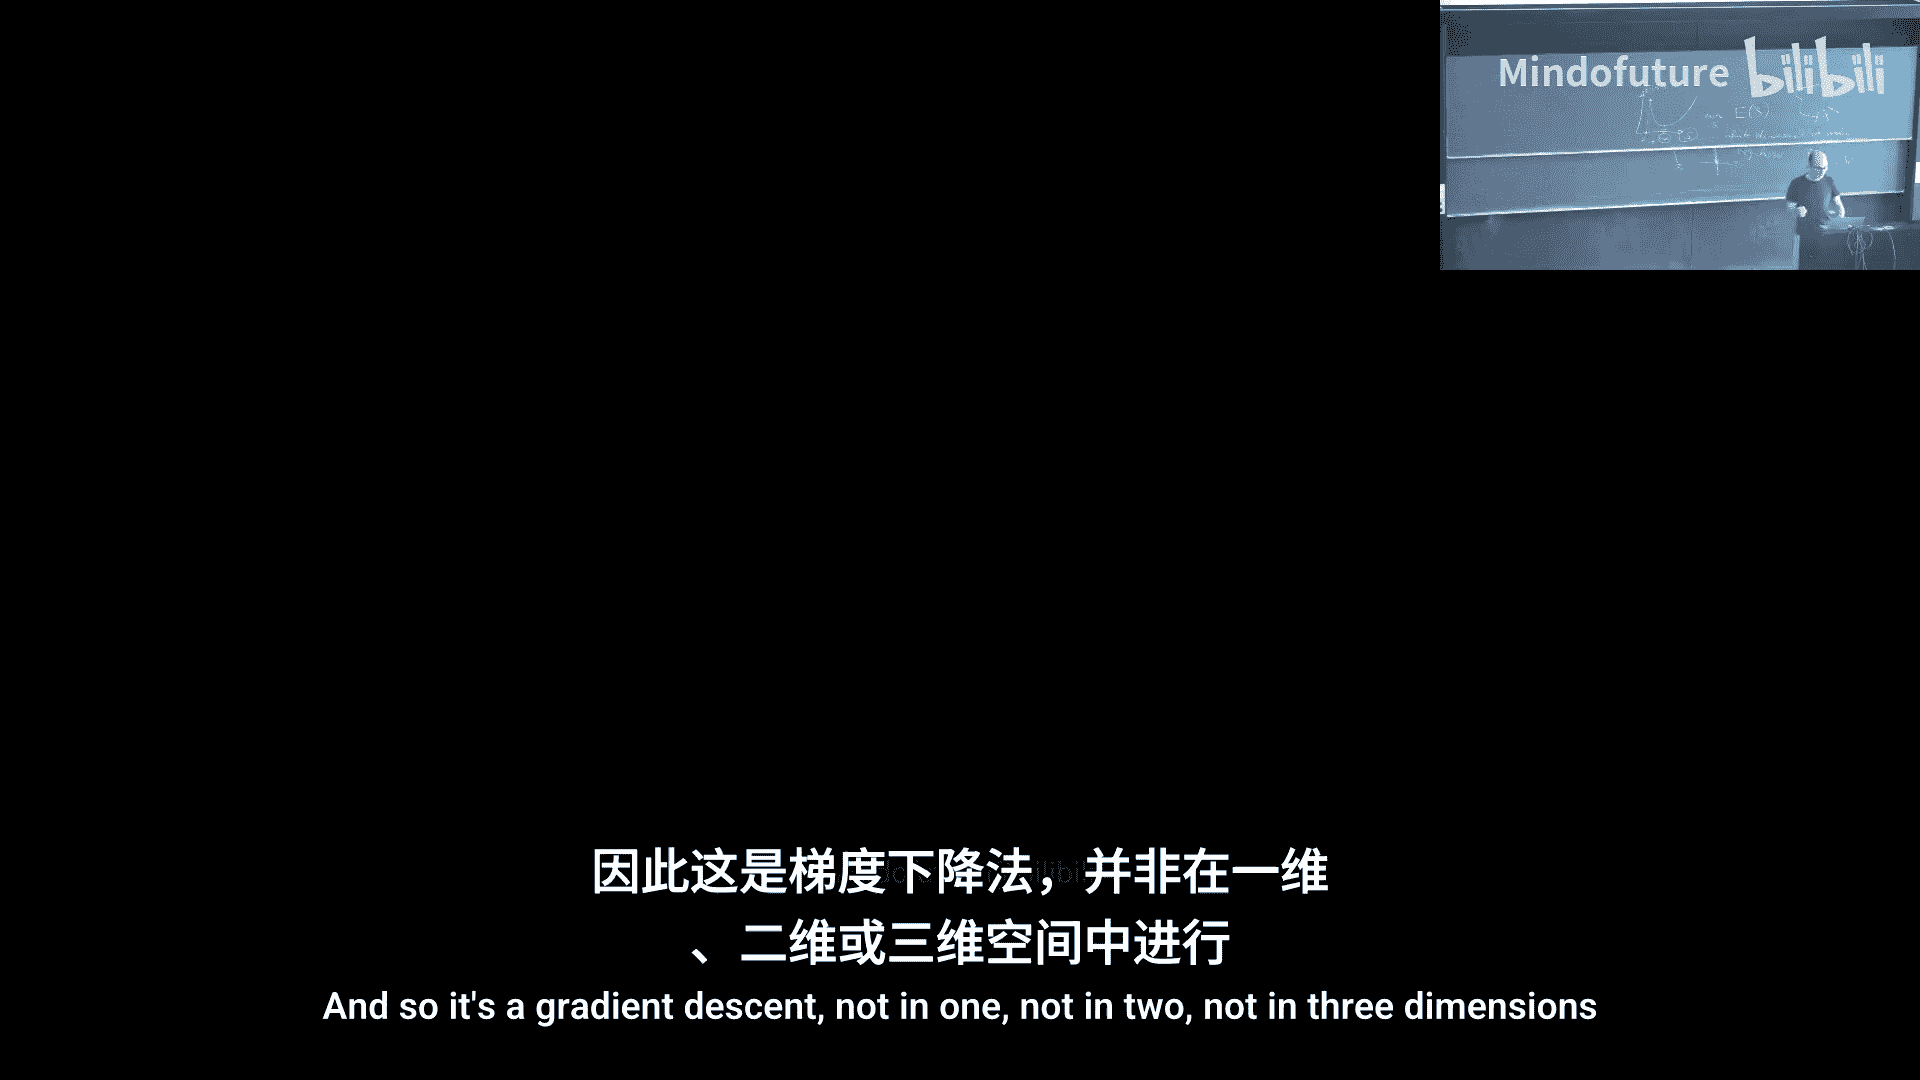 Mindofuture bilibili
E(x)
因此这是梯度下降法，并非在一维
、二维或三维空间中进行
And so it's a gradient descent, not in one, not in two, not in three dimensions